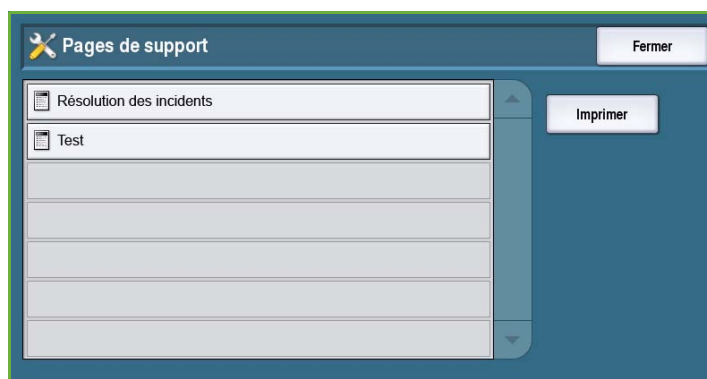 Pages de support
Fermer
Résolution des incidents
Imprimer
Test